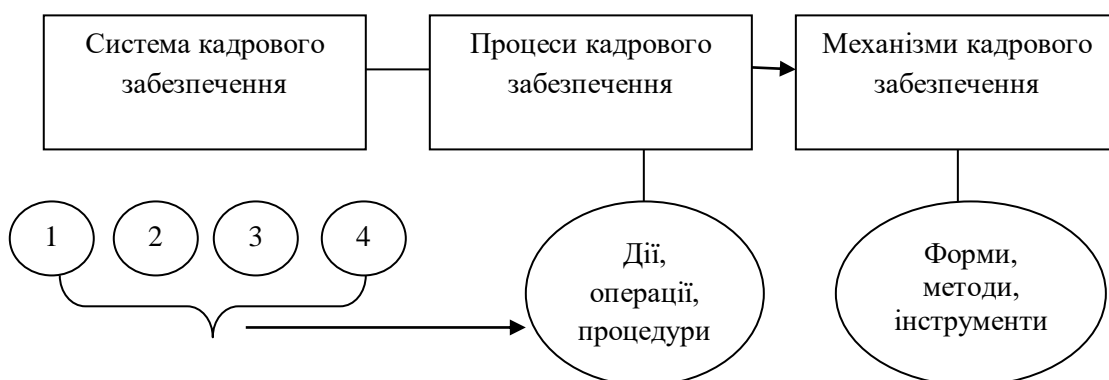 Система кадрового
забезпечення
Процеси кадрового
забезпечення
Механізми кадрового
забезпечення
1
2
3
4
Дії,
операції,
процедури
Форми,
методи,
інструменти